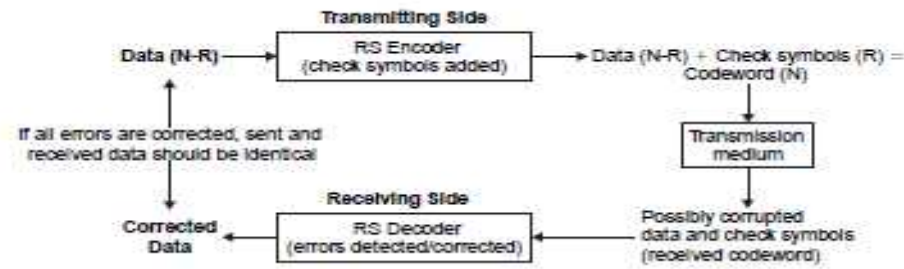 Transmitting Side
Data (N-R)
RS Encoder
(check symbols added)
Data (N-R) + Check symbols (R) =
Codeword (N)
If all errors are corrected, sent and
received data should be identical
Transmission
medium
Receiving Side
Corrected
Data
RS Decoder
(errors detected/corrected)
Possibly corrupted
data and check symbols
(received codeword)